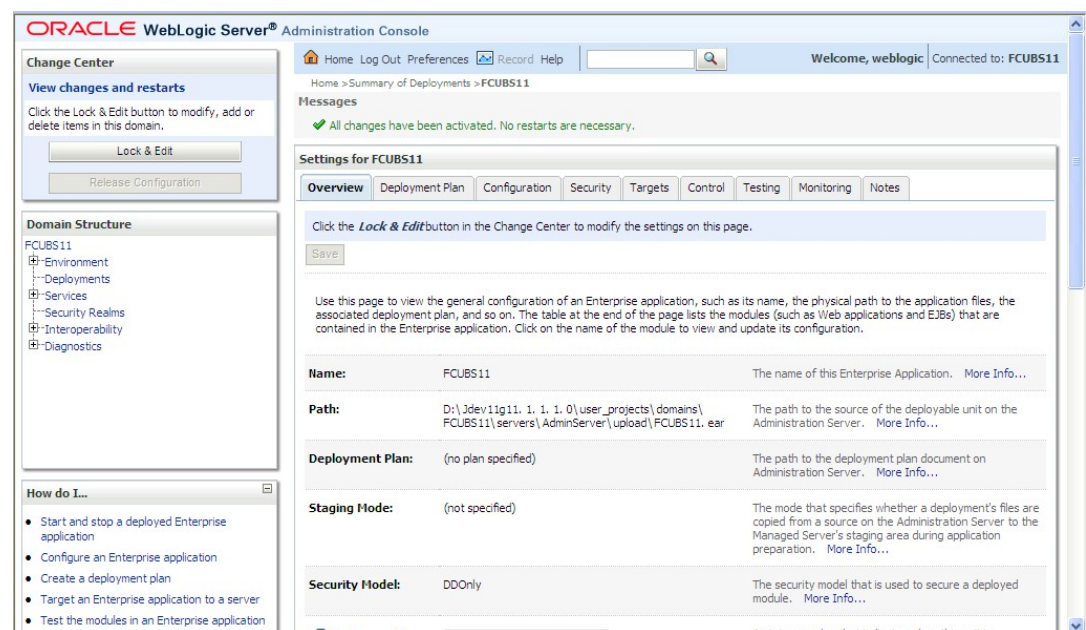 ORACLE WebLogic Server® Administration Console
Change Center
View changes and restarts
Click the Lock & Edit button to modify, add or
delete items in this domain.
Lock & Edit
Release Configuration
Domain Structure
FCUBS11
Environment
Deployments
Services
Security Realms
Interoperability
Diagnostics
How do I...
Start and stop a deployed Enterprise
application
Configure an Enterprise application
Create a deployment plan
Target an Enterprise application to a server
Test the modules in an Enterprise application
Home Log Out Preferences Record Help
Welcome, weblogic Connected to: FCUBS11
Home >Summary of Deployments >FCUBS11
Messages
All changes have been activated. No restarts are necessary.
Settings for FCUBS11
Overview Deployment Plan Configuration Security Targets Control Testing Monitoring Notes
Click the Lock & Edit button in the Change Center to modify the settings on this page.
Save
Use this page to view the general configuration of an Enterprise application, such as its name, the physical path to the application files, the
associated deployment plan, and so on. The table at the end of the page lists the modules (such as Web applications and EJBs) that are
contained in the Enterprise application. Click on the name of the module to view and update its configuration.
Name: FCUBS11 The name of this Enterprise Application. More Info...
Path: D:\Jdev11g11. 1. 1. 1. 0\user_projects\domains\ The path to the source of the deployable unit on the
FCUBS11\servers\AdminServer\upload\FCUBS11. ear Administration Server. More Info...
Deployment Plan: (no plan specified) The path to the deployment plan document on
Administration Server. More Info...
Staging Mode: (not specified) The mode that specifies whether a deployment's files are
copied from a source on the Administration Server to the
Managed Server's staging area during application
preparation. More Info...
Security Model: DDOnly The security model that is used to secure a deployed
module. More Info...